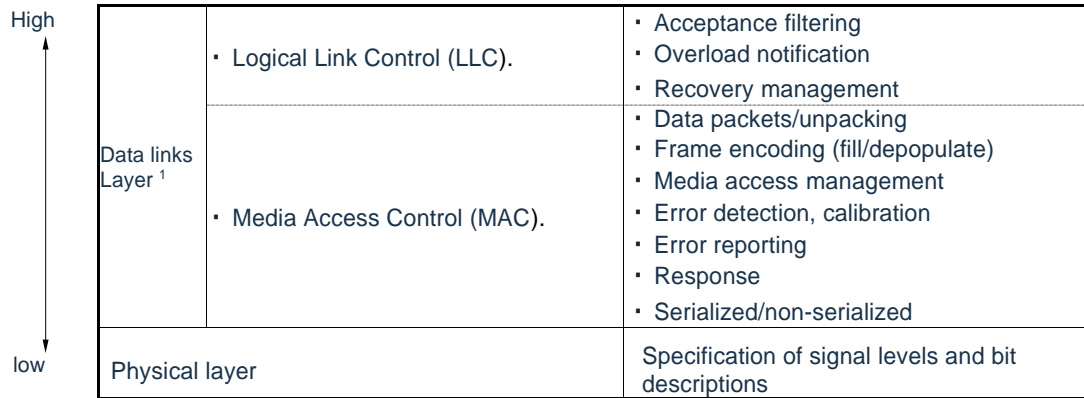 High
· Logical Link Control (LLC).
· Acceptance filtering
· Overload notification
· Recovery management
Data links
Layer 1
· Media Access Control (MAC).
· Data packets/unpacking
· Frame encoding (fill/depopulate)
· Media access management
· Error detection, calibration
· Error reporting
· Response
· Serialized/non-serialized
low
Physical layer
Specification of signal levels and bit
descriptions